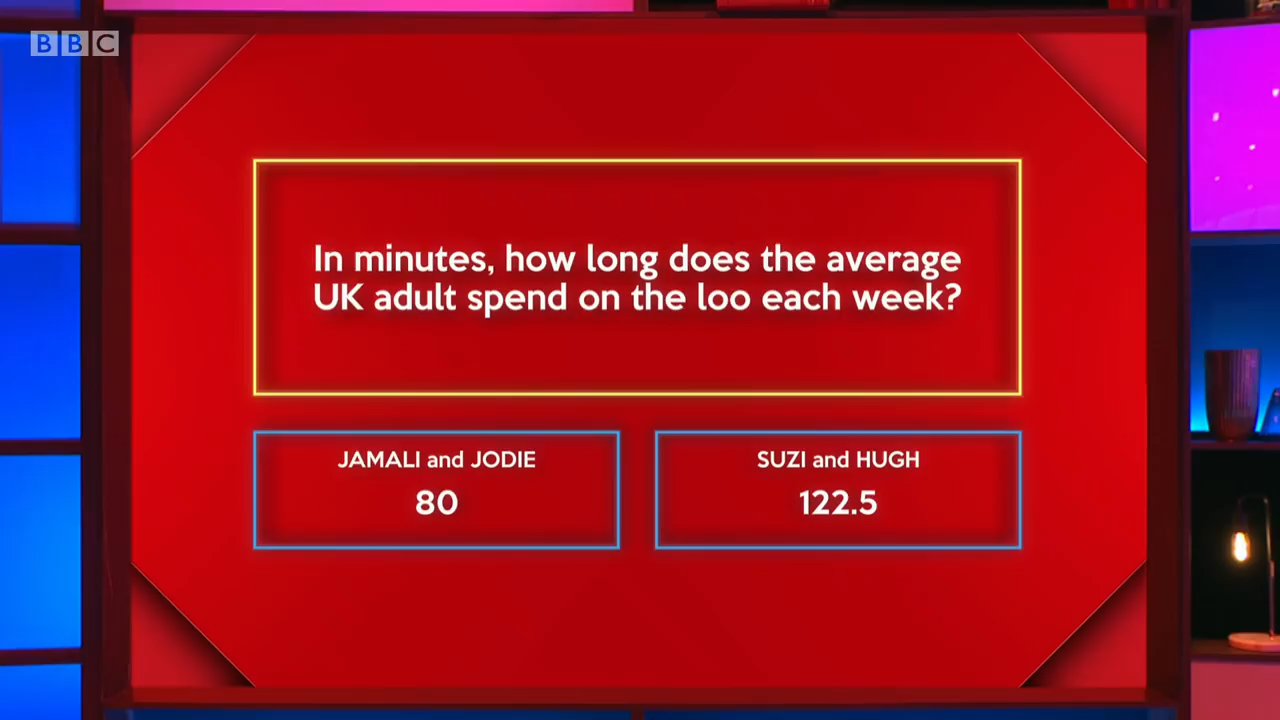 BBC
In minutes, how long does the average
UK adult spend on the loo each week?
JAMALI and JODIE
80
SUZI and HUGH
122.5